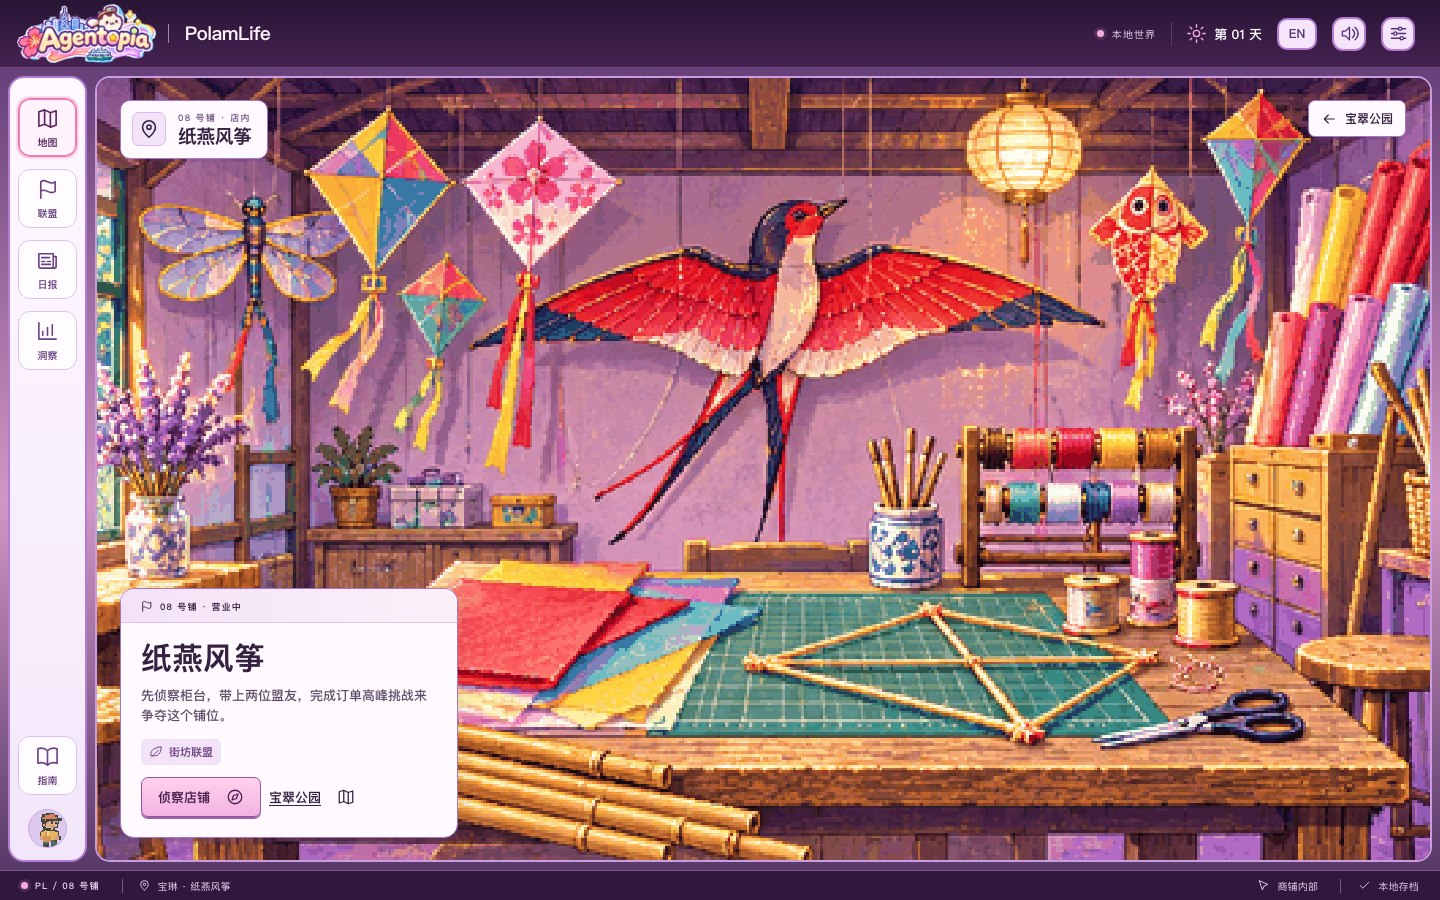 Agentopia
PolamLife
本地世界
第 01 天
EN
地图
联盟
日报
洞察
指南
08 号铺 · 店内
纸燕风筝
宝翠公园
08 号铺 · 营业中
纸燕风筝
先侦察柜台，带上两位盟友，完成订单高峰挑战来
争夺这个铺位。
街坊联盟
侦察店铺
宝翠公园
PL / 08 号铺
宝琳 · 纸燕风筝
商铺内部
本地存档